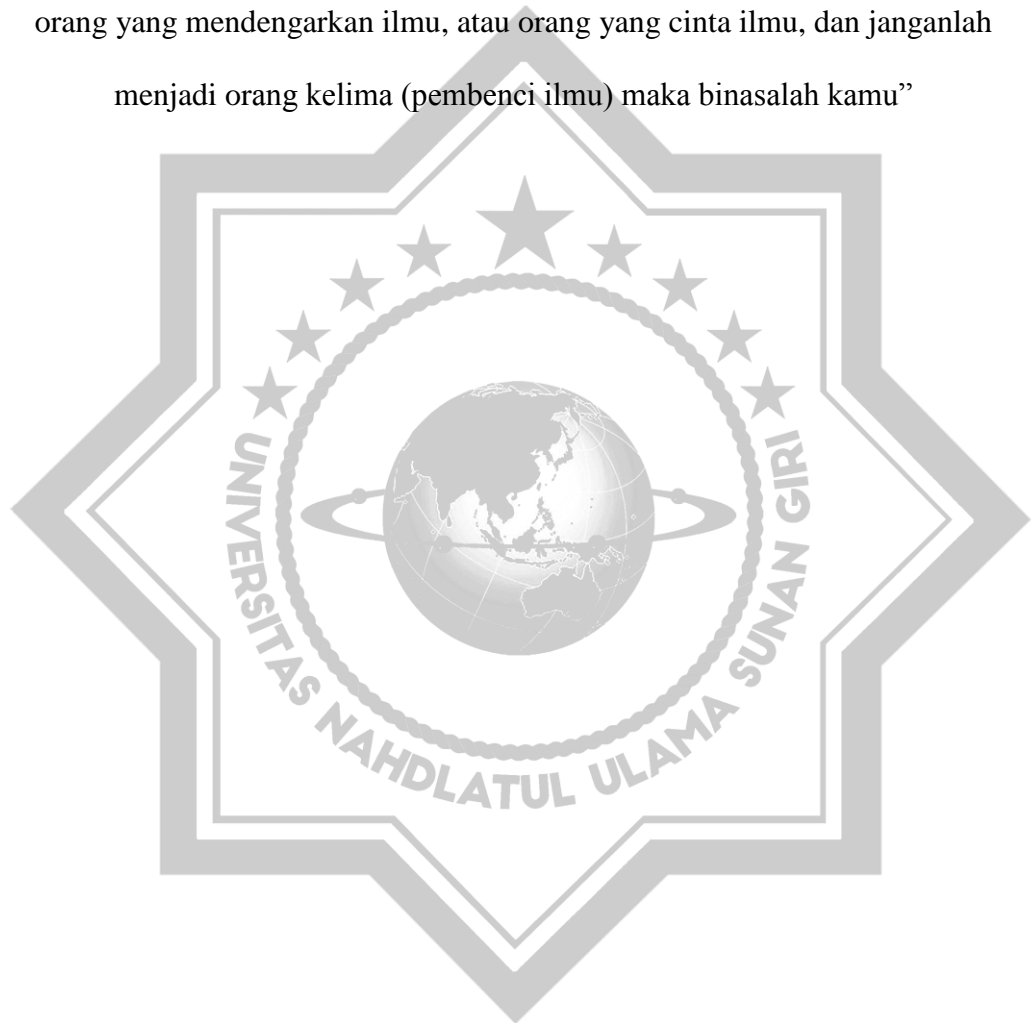 orang yang mendengarkan ilmu, atau orang yang cinta ilmu, dan janganlah
menjadi orang kelima (pembenci ilmu) maka binasalah kamu”
UNIVERSITAS NAHDLATUL ULAMA SUNAN GIRI